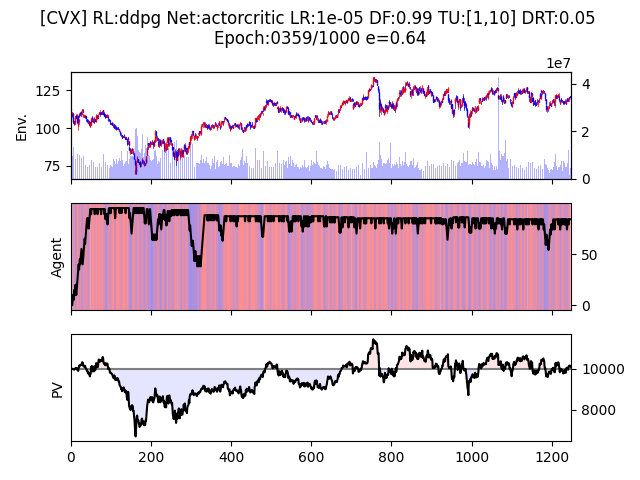 [CVX] RL:ddpg Net:actorcritic LR:1e-05 DF:0.99 TU:[1,10] DRT:0.05
Epoch:0359/1000 e=0.64
1e7
125
100
75
Env.
4
2
0
Agent
50
0
PV
10000
8000
0 200 400 600 800 1000 1200